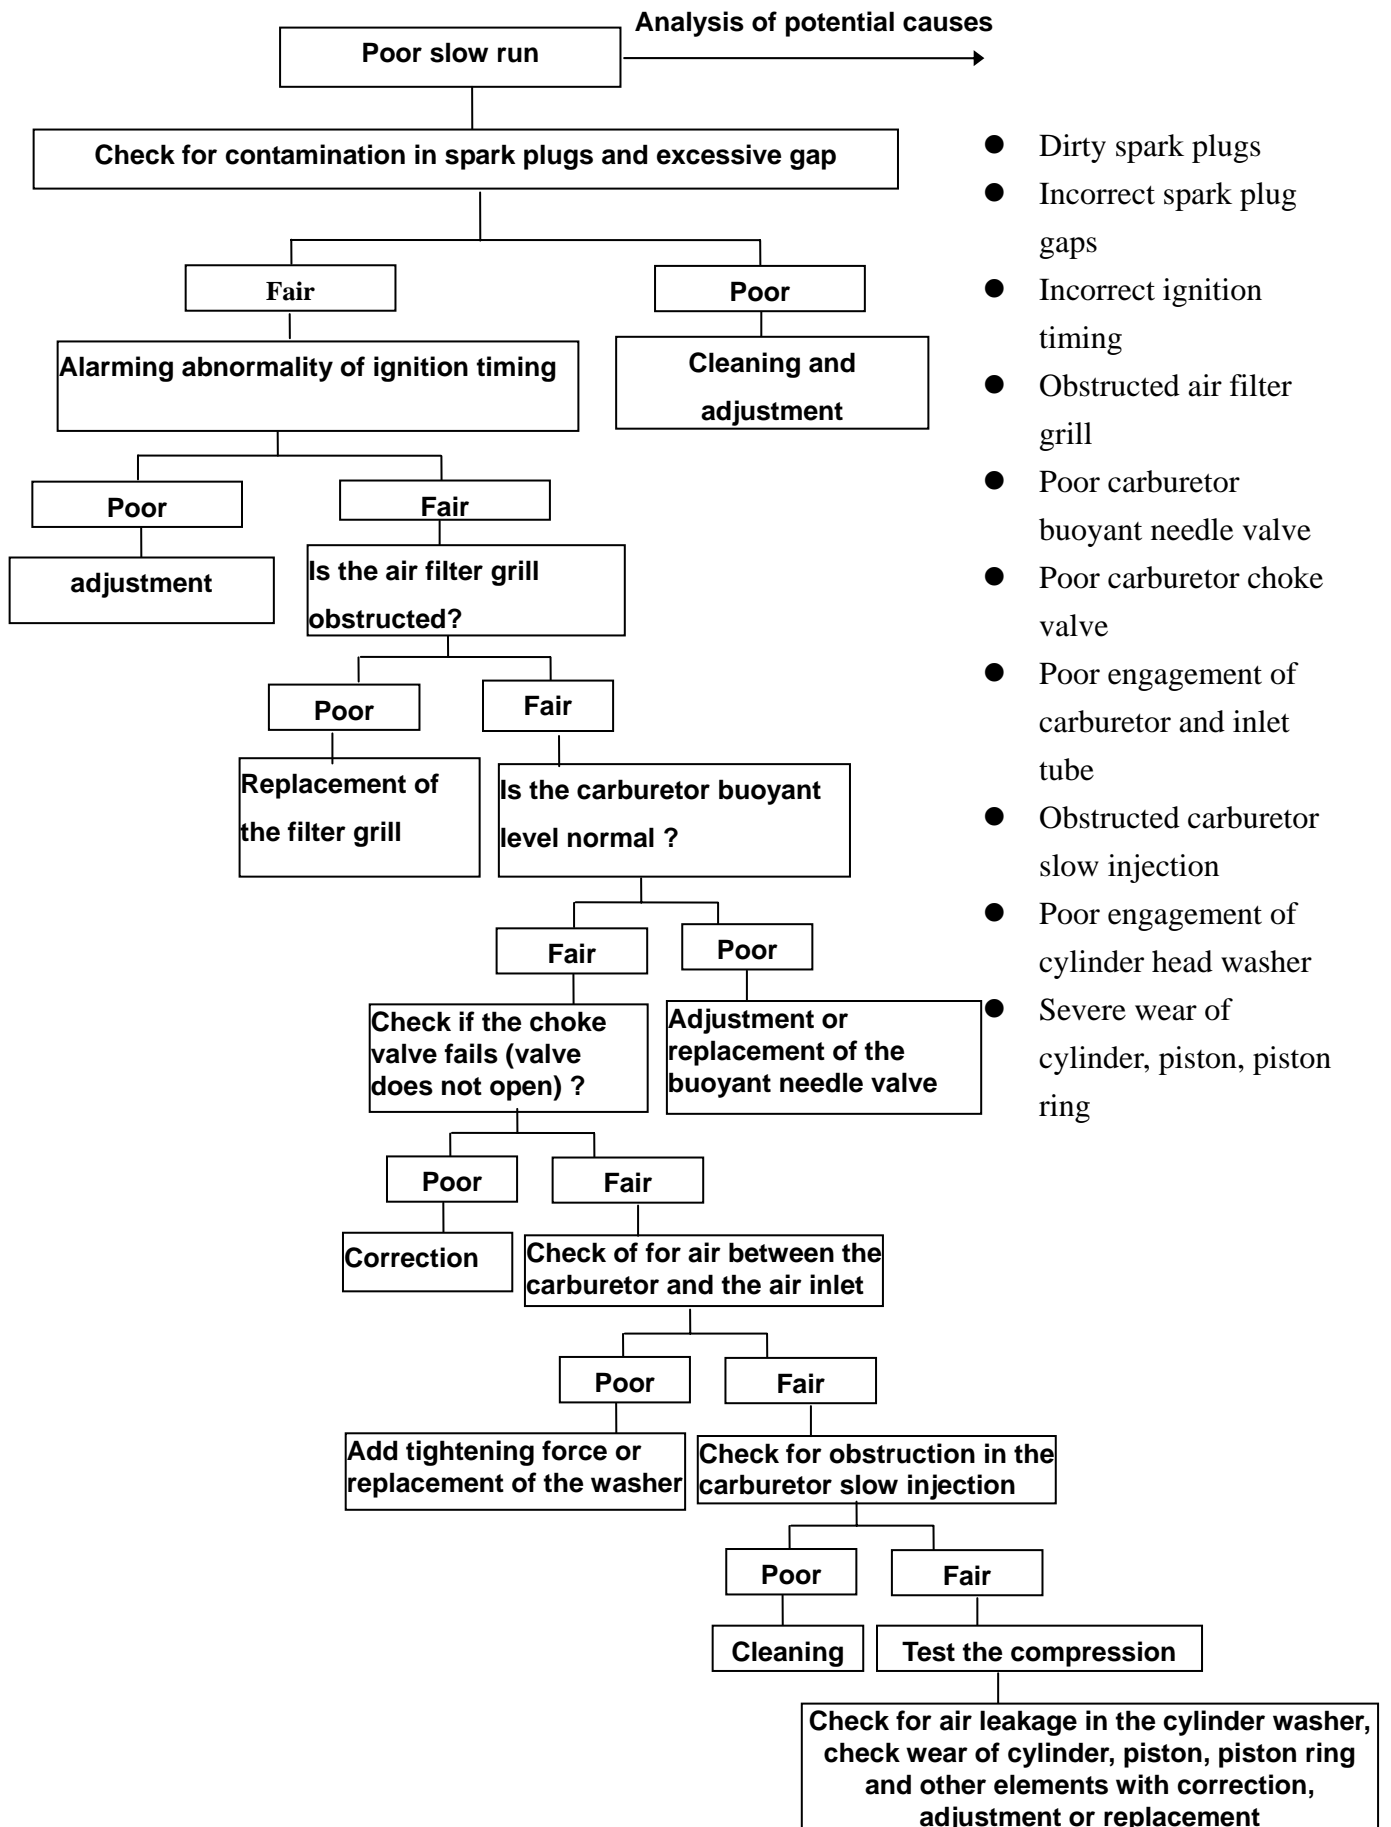 Analysis of potential causes
Poor slow run
Check for contamination in spark plugs and excessive gap
Fair
Poor
Alarming abnormality of ignition timing
Cleaning and
adjustment
Poor
Fair
adjustment
Is the air filter grill
obstructed?
Poor
Fair
Replacement of
the filter grill
Is the carburetor buoyant
level normal ?
Fair
Poor
Check if the choke
valve fails (valve
does not open) ?
Adjustment or
replacement of the
buoyant needle valve
Poor
Fair
Correction
Check of for air between the
carburetor and the air inlet
Poor
Fair
Add tightening force or
replacement of the washer
Check for obstruction in the
carburetor slow injection
Poor
Fair
Cleaning
Test the compression
Check for air leakage in the cylinder washer,
check wear of cylinder, piston, piston ring
and other elements with correction,
adjustment or replacement
● Dirty spark plugs
● Incorrect spark plug
gaps
● Incorrect ignition
timing
● Obstructed air filter
grill
● Poor carburetor
buoyant needle valve
● Poor carburetor choke
valve
● Poor engagement of
carburetor and inlet
tube
● Obstructed carburetor
slow injection
● Poor engagement of
cylinder head washer
● Severe wear of
cylinder, piston, piston
ring